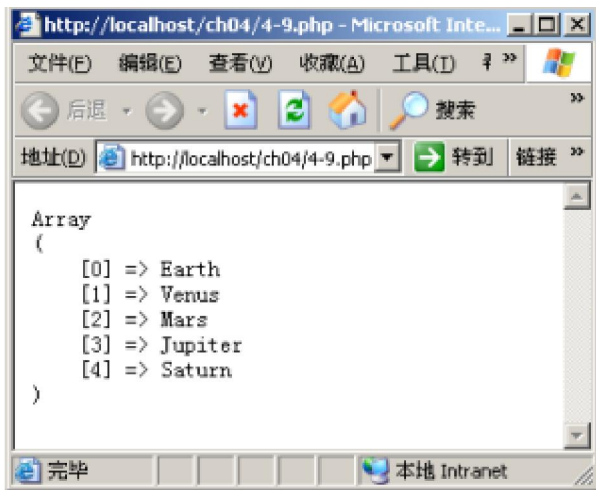 http://localhost/ch04/4-9.php - Microsoft Inte...
文件(F) 编辑(E) 查看(V) 收藏(A) 工具(T) »
后退 搜索 »
地址(D) http://localhost/ch04/4-9.php 转到 链接 »
Array
(
[0] => Earth
[1] => Venus
[2] => Mars
[3] => Jupiter
[4] => Saturn
)
完毕 本地 Intranet